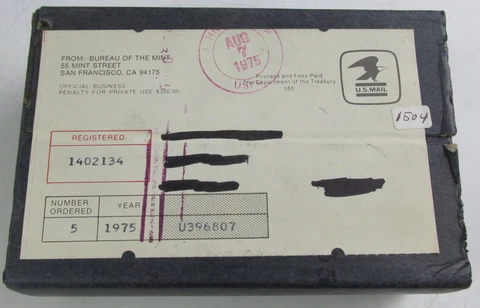 FROM: BUREAU OF THE MINT
55 MINT STREET
SAN FRANCISCO, CA 94175
OFFICIAL BUSINESS
PENALTY FOR PRIVATE USE $300.00
AUG
7
1975
USPO
Postage and Fees Paid
Department of the Treasury
U.S.MAIL
1504
REGISTERED
1402134
NUMBER ORDERED YEAR
5 1975 U396807